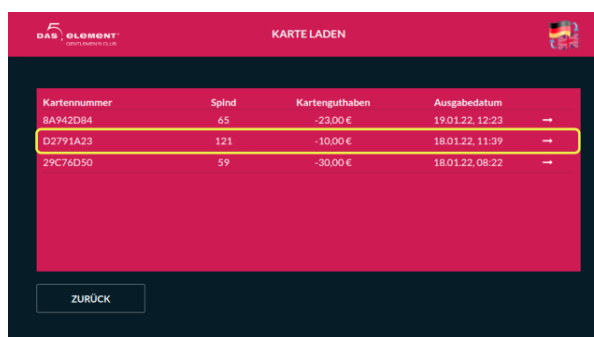 DAS 5 ELEMENT
GENTLEMEN'S CLUB
KARTE LADEN
Kartennummer Spind Kartenguthaben Ausgabedatum
8A942D84 65 -23,00 € 19.01.22, 12:23 →
D2791A23 121 -10,00 € 18.01.22, 11:39 →
29C76D50 59 -30,00 € 18.01.22, 08:22 →
ZURÜCK